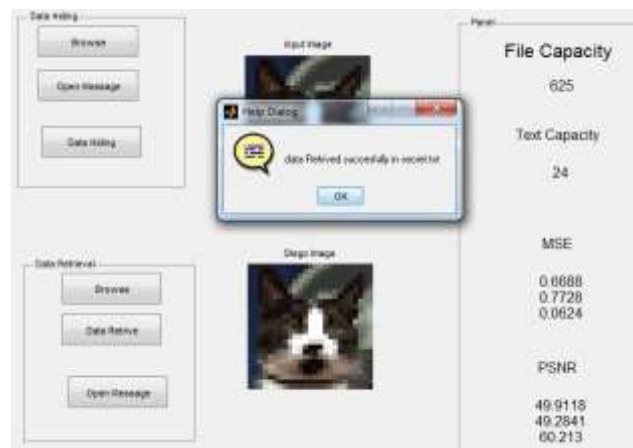 Data Hiding
Browse
Open Message
Data Hiding
Input Image
Help Dialog
data Retrived succesfully in secret.txt
OK
Data Retrieval
Browse
Data Retrive
Open Message
Stego Image
Panel
File Capacity
625
Text Capacity
24
MSE
0.6688
0.7728
0.0624
PSNR
49.9118
49.2841
60.213